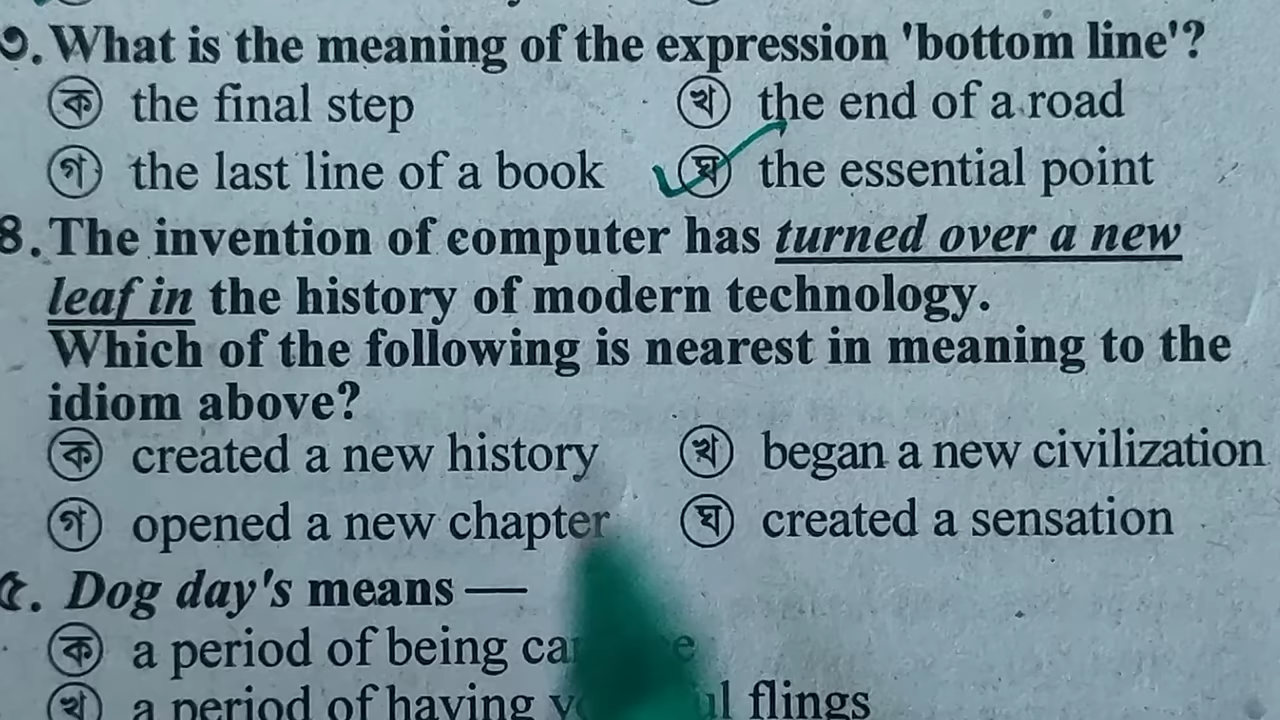 ৩. What is the meaning of the expression 'bottom line'?
ক the final step খ the end of a road
গ the last line of a book ঘ the essential point
৪. The invention of computer has turned over a new
leaf in the history of modern technology.
Which of the following is nearest in meaning to the
idiom above?
ক created a new history খ began a new civilization
গ opened a new chapter ঘ created a sensation
৫. Dog day's means —
ক a period of being
খ a period of having flings